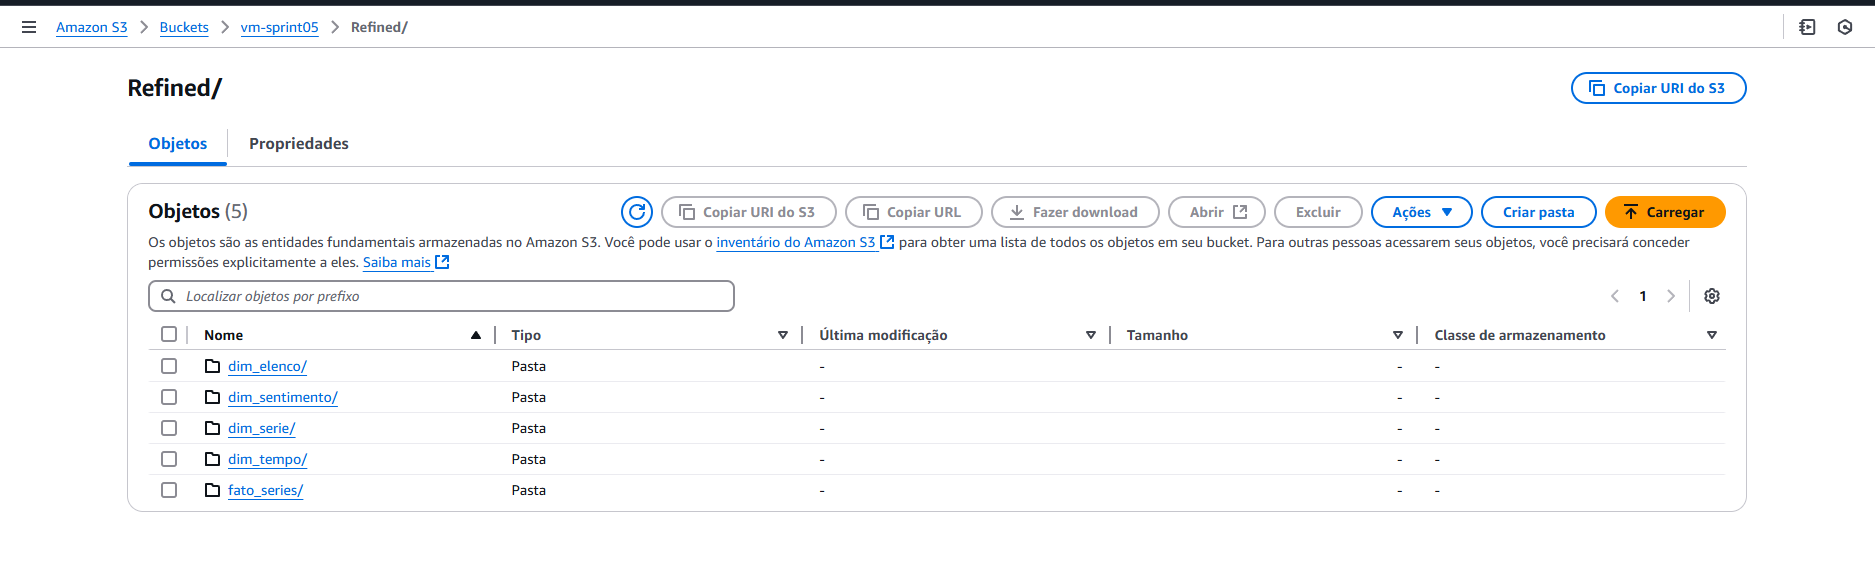 Amazon S3 > Buckets > vm-sprint05 > Refined/
Refined/
Copiar URI do S3
Objetos Propriedades
Objetos (5)
Copiar URI do S3 Copiar URL Fazer download Abrir Excluir Ações Criar pasta Carregar
Os objetos são as entidades fundamentais armazenadas no Amazon S3. Você pode usar o inventário do Amazon S3 para obter uma lista de todos os objetos em seu bucket. Para outras pessoas acessarem seus objetos, você precisará conceder
permissões explicitamente a eles. Saiba mais
Localizar objetos por prefixo
1
Nome Tipo Última modificação Tamanho Classe de armazenamento
dim_elenco/ Pasta - - -
dim_sentimento/ Pasta - - -
dim_serie/ Pasta - - -
dim_tempo/ Pasta - - -
fato_series/ Pasta - - -